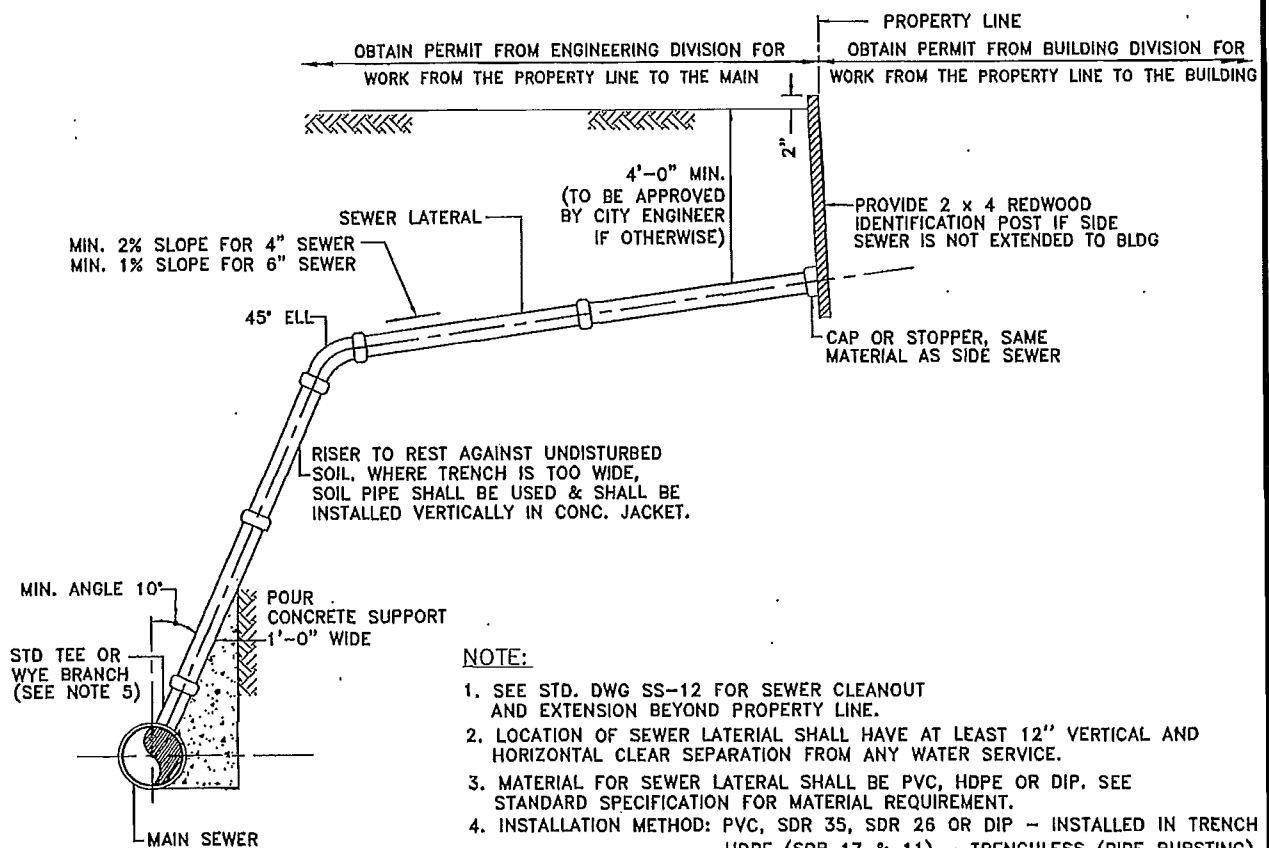 PROPERTY LINE
OBTAIN PERMIT FROM ENGINEERING DIVISION FOR
WORK FROM THE PROPERTY LINE TO THE MAIN
OBTAIN PERMIT FROM BUILDING DIVISION FOR
WORK FROM THE PROPERTY LINE TO THE BUILDING
2"
4'-0" MIN.
(TO BE APPROVED
BY CITY ENGINEER
IF OTHERWISE)
PROVIDE 2 x 4 REDWOOD
IDENTIFICATION POST IF SIDE
SEWER IS NOT EXTENDED TO BLDG
SEWER LATERAL
MIN. 2% SLOPE FOR 4" SEWER
MIN. 1% SLOPE FOR 6" SEWER
45° ELL
CAP OR STOPPER, SAME
MATERIAL AS SIDE SEWER
RISER TO REST AGAINST UNDISTURBED
SOIL. WHERE TRENCH IS TOO WIDE,
SOIL PIPE SHALL BE USED & SHALL BE
INSTALLED VERTICALLY IN CONC. JACKET.
MIN. ANGLE 10°
POUR
CONCRETE SUPPORT
1'-0" WIDE
STD TEE OR
WYE BRANCH
(SEE NOTE 5)
MAIN SEWER
NOTE:
1. SEE STD. DWG SS-12 FOR SEWER CLEANOUT
AND EXTENSION BEYOND PROPERTY LINE.
2. LOCATION OF SEWER LATERIAL SHALL HAVE AT LEAST 12" VERTICAL AND
HORIZONTAL CLEAR SEPARATION FROM ANY WATER SERVICE.
3. MATERIAL FOR SEWER LATERAL SHALL BE PVC, HDPE OR DIP. SEE
STANDARD SPECIFICATION FOR MATERIAL REQUIREMENT.
4. INSTALLATION METHOD: PVC, SDR 35, SDR 26 OR DIP - INSTALLED IN TRENCH
HDPE (SDR 17 & 11) - TRENCHLESS (PIPE BURSTING)